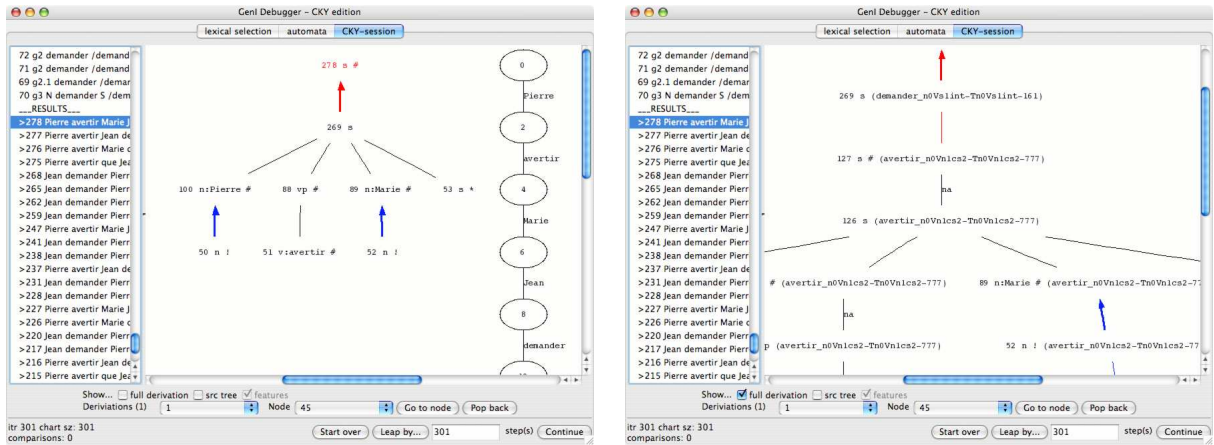 GenI Debugger - CKY edition
lexical selection automata CKY-session
72 g2 demander /demand
71 g2 demander /demand
69 g2.1 demander /demar
70 g3 N demander S /dem
___RESULTS___
>278 Pierre avertir Marie J
>277 Pierre avertir Jean de
>276 Pierre avertir Marie c
>275 Pierre avertir que Jea
>268 Jean demander Pierr
>265 Jean demander Pierr
>262 Jean demander Pierr
>259 Jean demander Pierr
>247 Pierre avertir Marie J
>241 Jean demander Pierr
>238 Jean demander Pierr
>237 Pierre avertir Jean de
>231 Jean demander Pierr
>228 Jean demander Pierr
>227 Pierre avertir Marie J
>226 Pierre avertir Marie c
>220 Jean demander Pierr
>217 Jean demander Pierr
>216 Pierre avertir Jean de
>215 Pierre avertir que Jea
278 s #
269 s
100 n:Pierre # 88 vp # 89 n:Marie # 53 s *
50 n ! 51 v:avertir # 52 n !
0
Pierre
2
avertir
4
Marie
6
Jean
8
demander
Show... full derivation src tree features
Deriviations (1) 1 Node 45 Go to node Pop back
itr 301 chart sz: 301
comparisons: 0
Start over Leap by... 301 step(s) Continue
GenI Debugger - CKY edition
lexical selection automata CKY-session
72 g2 demander /demand
71 g2 demander /demand
69 g2.1 demander /demar
70 g3 N demander S /dem
___RESULTS___
>278 Pierre avertir Marie J
>277 Pierre avertir Jean de
>276 Pierre avertir Marie c
>275 Pierre avertir que Jea
>268 Jean demander Pierr
>265 Jean demander Pierr
>262 Jean demander Pierr
>259 Jean demander Pierr
>247 Pierre avertir Marie J
>241 Jean demander Pierr
>238 Jean demander Pierr
>237 Pierre avertir Jean de
>231 Jean demander Pierr
>228 Jean demander Pierr
>227 Pierre avertir Marie J
>226 Pierre avertir Marie c
>220 Jean demander Pierr
>217 Jean demander Pierr
>216 Pierre avertir Jean de
>215 Pierre avertir que Jea
269 s (demander_n0Vs1int-Tn0Vs1int-161)
127 s # (avertir_n0Vn1cs2-Tn0Vn1cs2-777)
na
126 s (avertir_n0Vn1cs2-Tn0Vn1cs2-777)
# (avertir_n0Vn1cs2-Tn0Vn1cs2-777) 89 n:Marie # (avertir_n0Vn1cs2-Tn0Vn1cs2-77
na
p (avertir_n0Vn1cs2-Tn0Vn1cs2-777) 52 n ! (avertir_n0Vn1cs2-Tn0Vn1cs2-77
Show... full derivation src tree features
Deriviations (1) 1 Node 45 Go to node Pop back
itr 301 chart sz: 301
comparisons: 0
Start over Leap by... 301 step(s) Continue